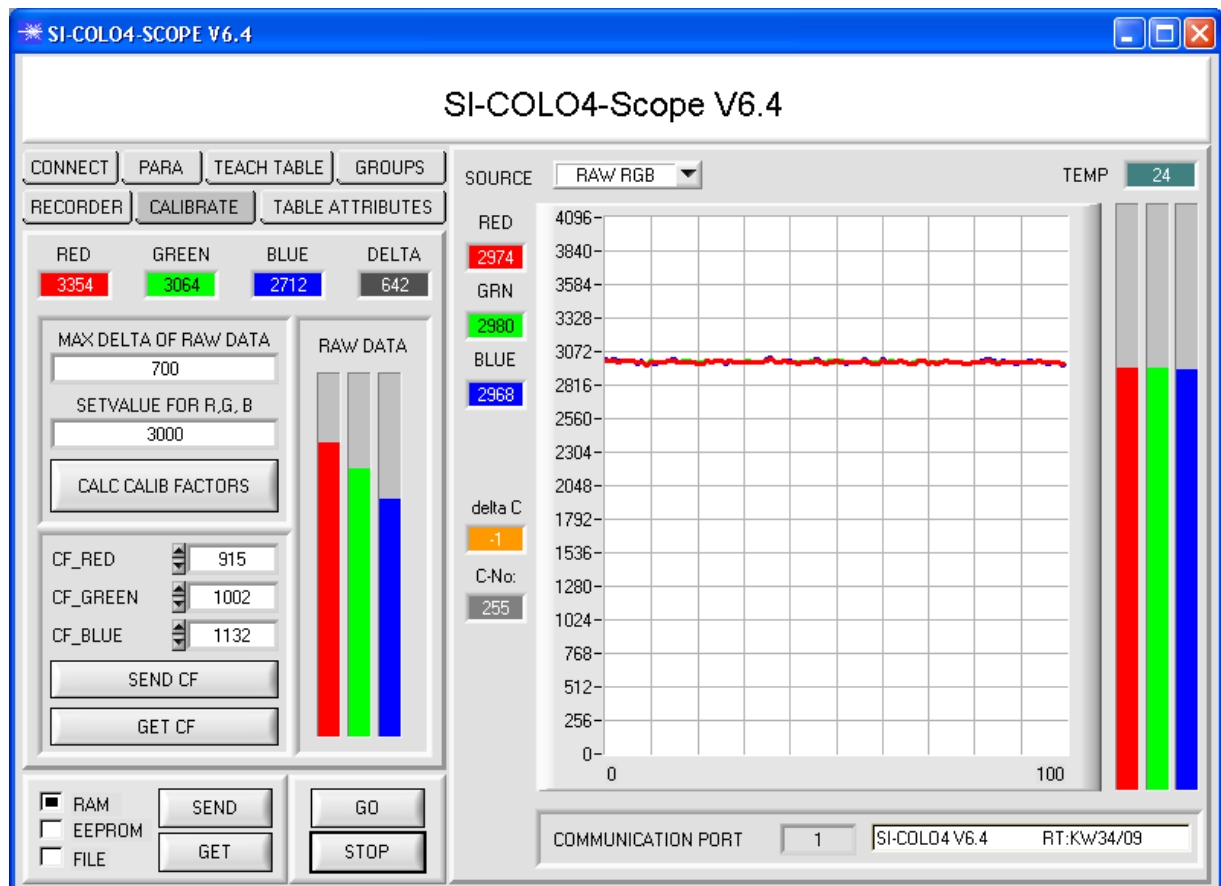 SI-COLO4-SCOPE V6.4
SI-COLO4-Scope V6.4
CONNECT PARA TEACH TABLE GROUPS
RECORDER CALIBRATE TABLE ATTRIBUTES
RED GREEN BLUE DELTA
3354 3064 2712 642
MAX DELTA OF RAW DATA
700
SETVALUE FOR R,G, B
3000
CALC CALIB FACTORS
RAW DATA
CF_RED 915
CF_GREEN 1002
CF_BLUE 1132
SEND CF
GET CF
RAM
EEPROM
FILE
SEND
GET
GO
STOP
SOURCE RAW RGB
TEMP 24
RED
2974
GRN
2980
BLUE
2968
delta C
-1
C-No:
255
4096
3840
3584
3328
3072
2816
2560
2304
2048
1792
1536
1280
1024
768
512
256
0
0 100
COMMUNICATION PORT 1 SI-COLO4 V6.4 RT:KW34/09